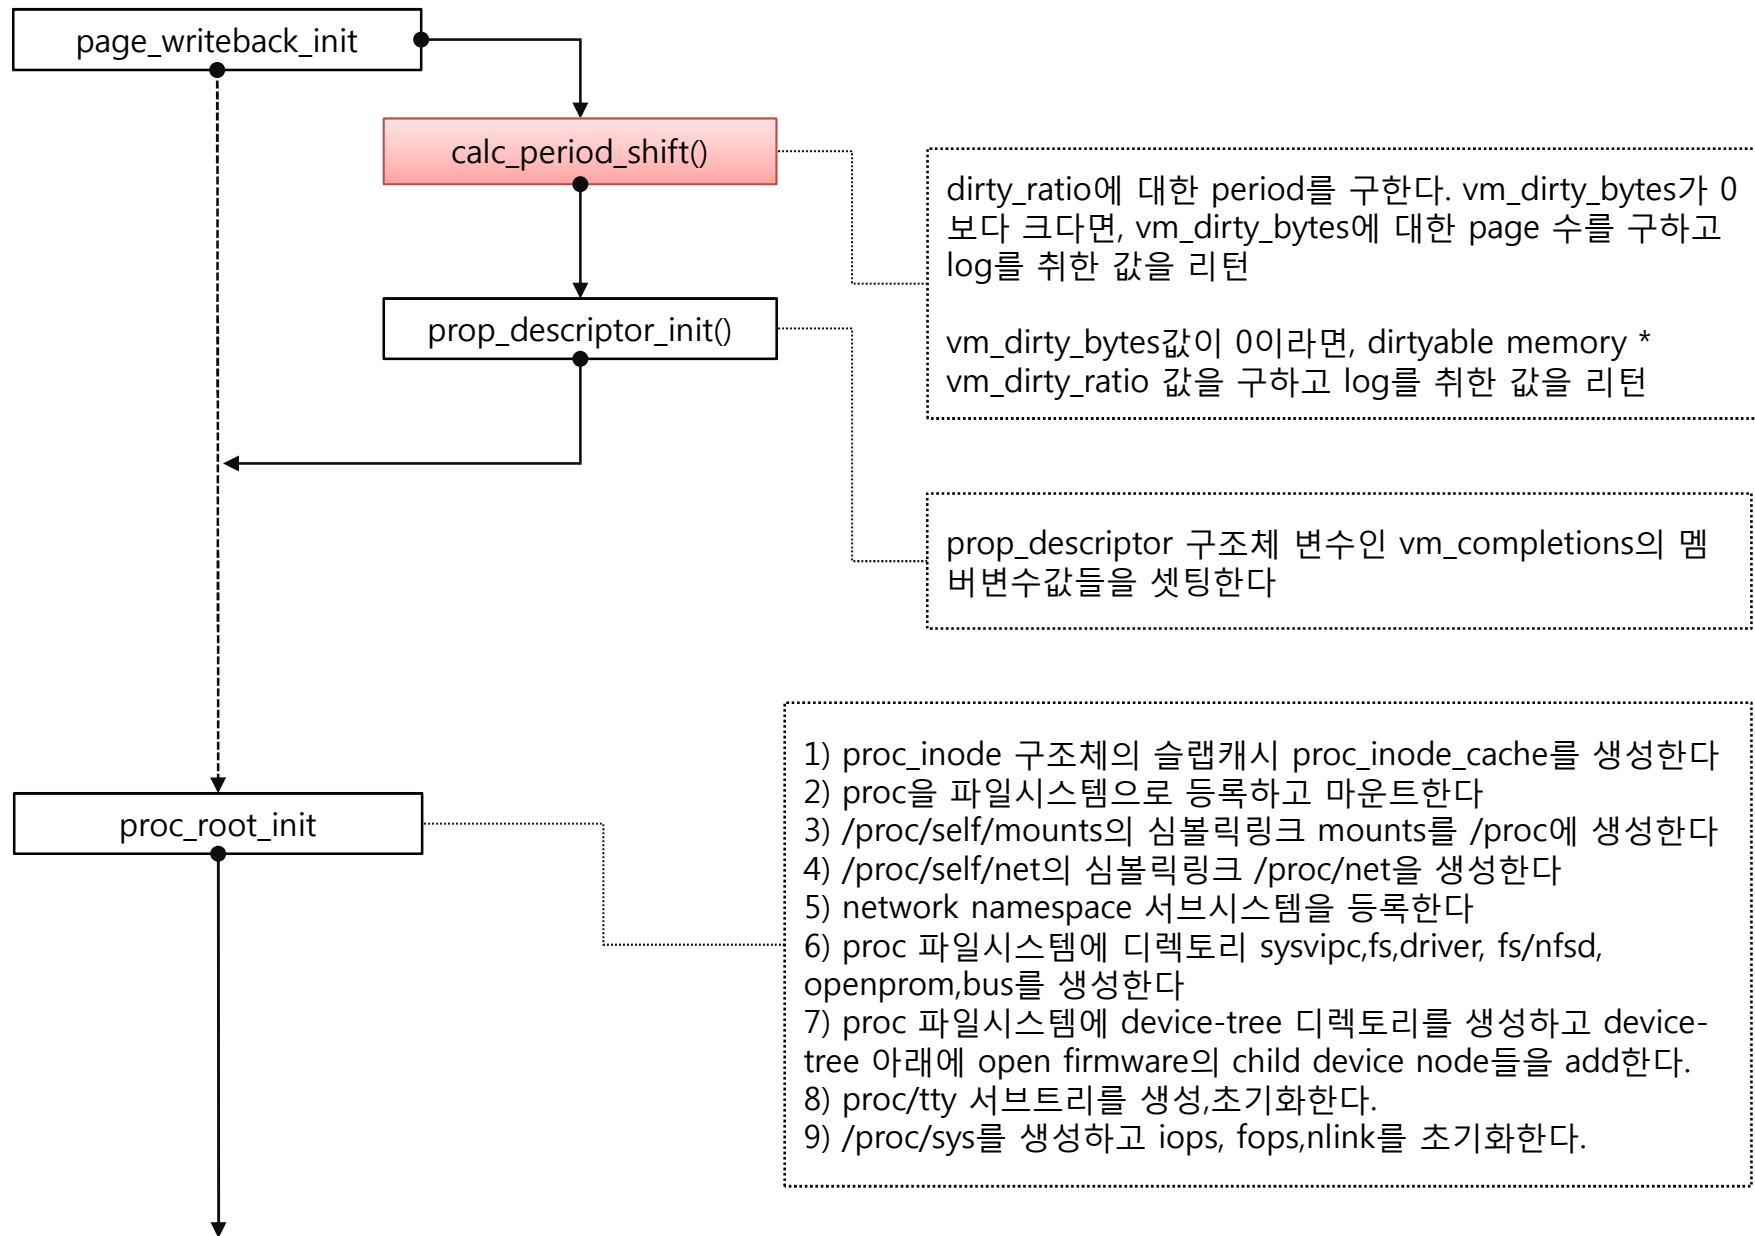 page_writeback_init
calc_period_shift()
dirty_ratio에 대한 period를 구한다. vm_dirty_bytes가 0
보다 크다면, vm_dirty_bytes에 대한 page 수를 구하고
log를 취한 값을 리턴
vm_dirty_bytes값이 0이라면, dirtyable memory *
vm_dirty_ratio 값을 구하고 log를 취한 값을 리턴
prop_descriptor_init()
prop_descriptor 구조체 변수인 vm_completions의 멤
버변수값들을 셋팅한다
proc_root_init
1) proc_inode 구조체의 슬랩캐시 proc_inode_cache를 생성한다
2) proc을 파일시스템으로 등록하고 마운트한다
3) /proc/self/mounts의 심볼릭링크 mounts를 /proc에 생성한다
4) /proc/self/net의 심볼릭링크 /proc/net을 생성한다
5) network namespace 서브시스템을 등록한다
6) proc 파일시스템에 디렉토리 sysvipc,fs,driver, fs/nfsd,
openprom,bus를 생성한다
7) proc 파일시스템에 device-tree 디렉토리를 생성하고 device-
tree 아래에 open firmware의 child device node들을 add한다.
8) proc/tty 서브트리를 생성,초기화한다.
9) /proc/sys를 생성하고 iops, fops,nlink를 초기화한다.